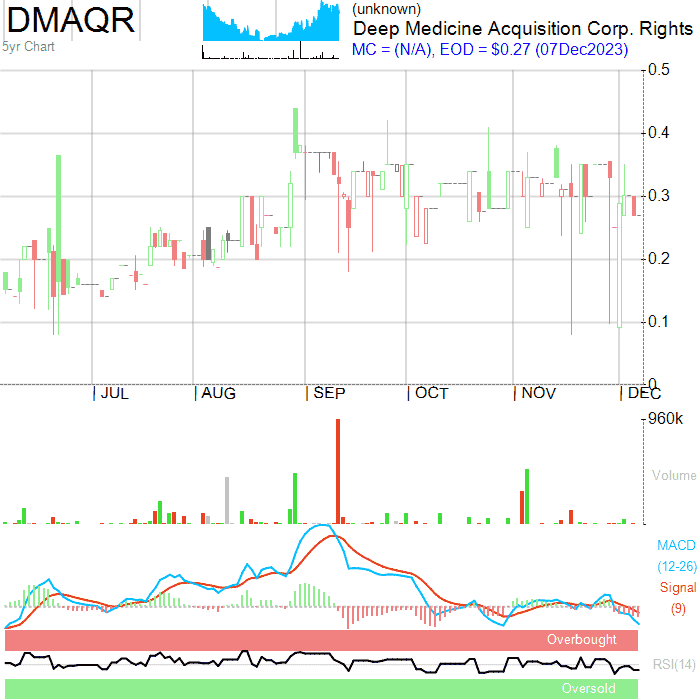 DMAQR
5yr Chart
(unknown)
Deep Medicine Acquisition Corp. Rights
MC = (N/A), EOD = $0.27 (07Dec2023)
0.5
0.4
0.3
0.2
0.1
0
JUL
AUG
SEP
OCT
NOV
DEC
960k
Volume
MACD
(12-26)
Signal
(9)
Overbought
RSI(14)
Oversold